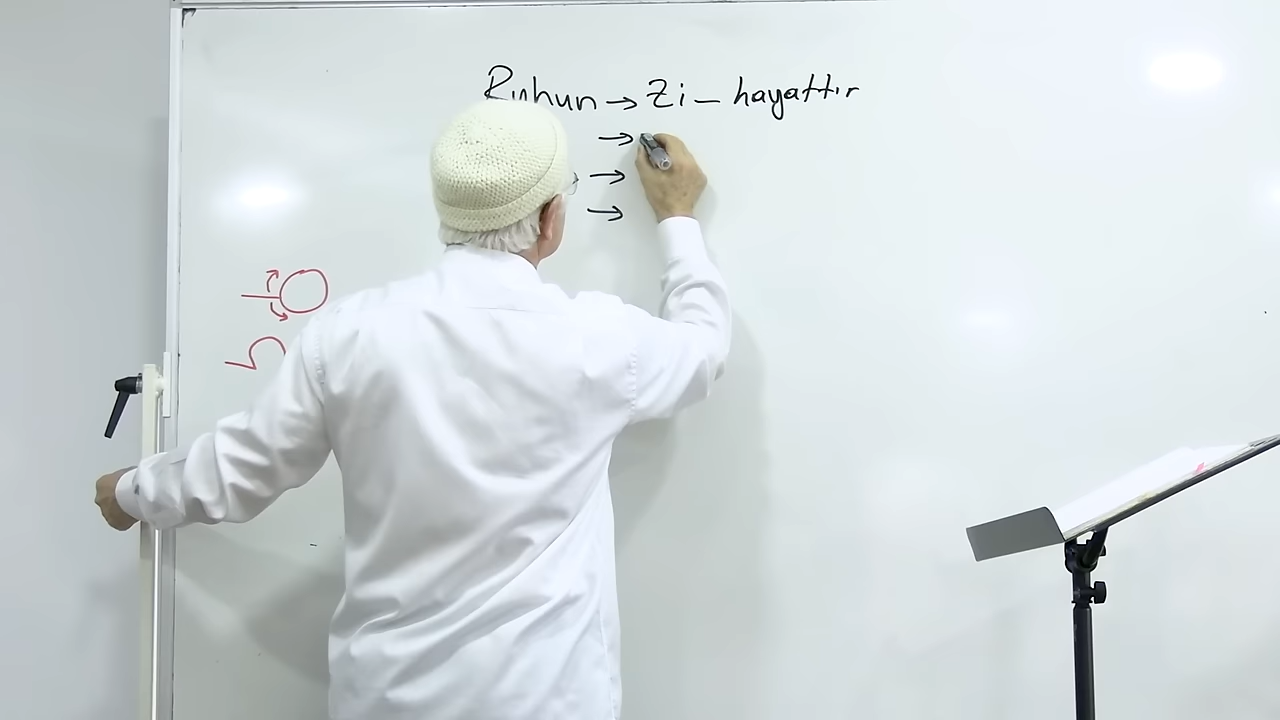 Ruhun → Zi - hayattır
→
→
→